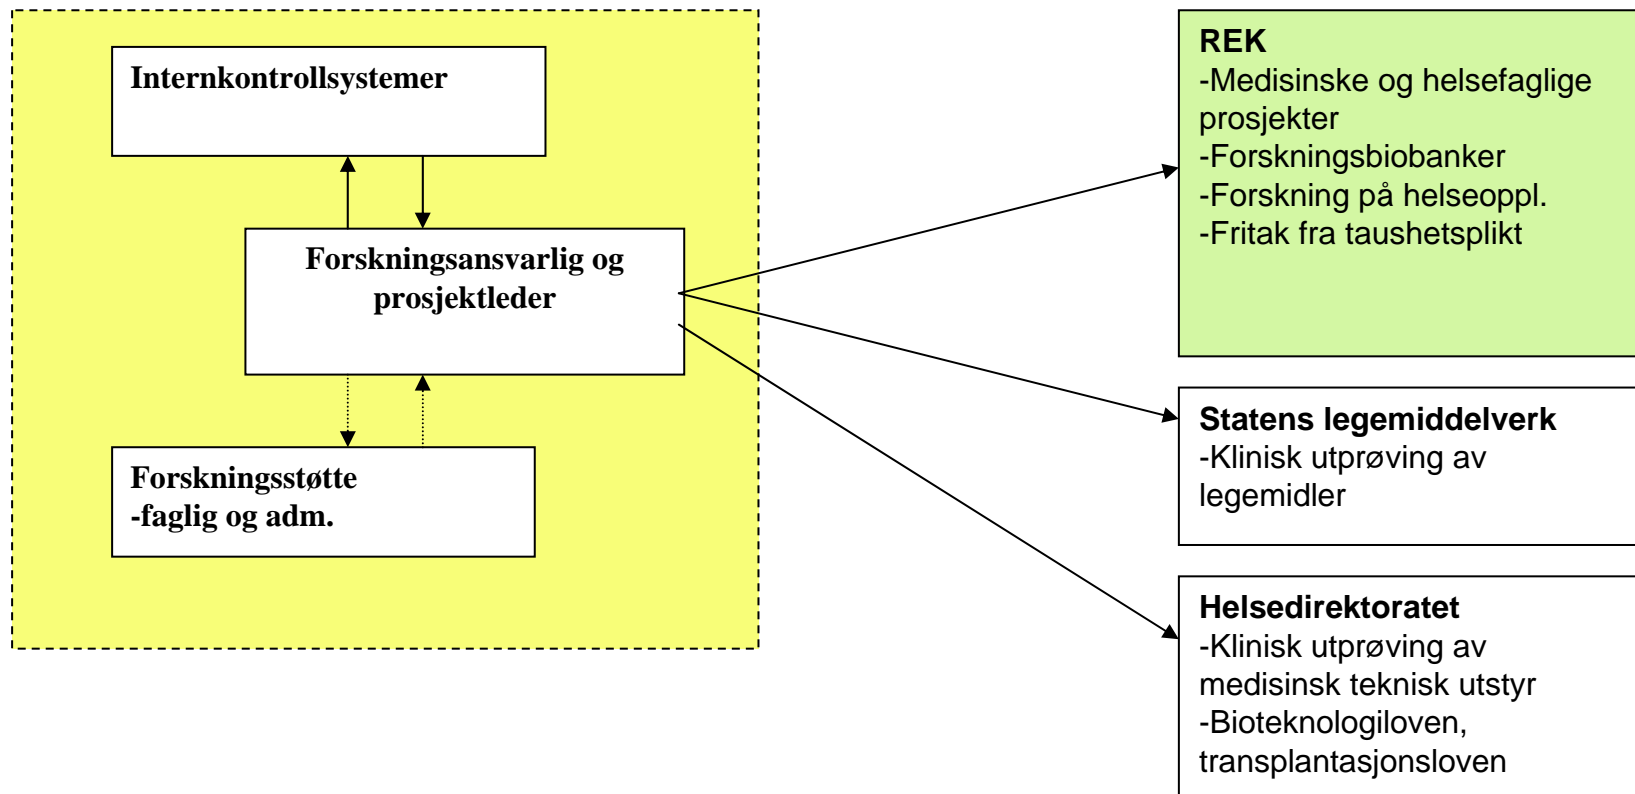 Internkontrollsystemer
Forskningsansvarlig og
prosjektleder
Forskningsstøtte
-faglig og adm.
REK
-Medisinske og helsefaglige
prosjekter
-Forskningsbiobanker
-Forskning på helseoppl.
-Fritak fra taushetsplikt
Statens legemiddelverk
-Klinisk utprøving av
legemidler
Helsedirektoratet
-Klinisk utprøving av
medisinsk teknisk utstyr
-Bioteknologiloven,
transplantasjonsloven